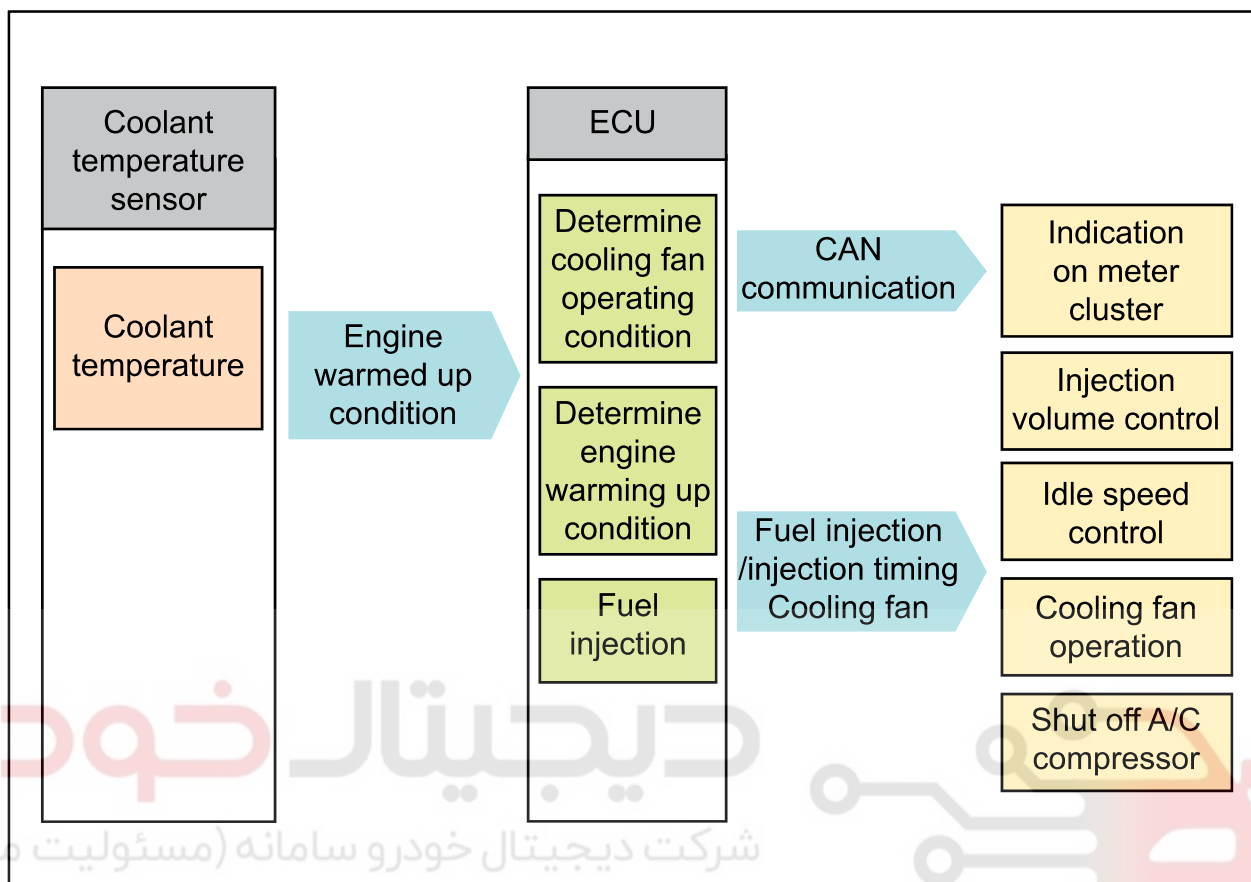 Coolant
temperature
sensor
Coolant
temperature
Engine
warmed up
condition
ECU
Determine
cooling fan
operating
condition
Determine
engine
warming up
condition
Fuel
injection
CAN
communication
Fuel injection
/injection timing
Cooling fan
Indication
on meter
cluster
Injection
volume control
Idle speed
control
Cooling fan
operation
Shut off A/C
compressor
دیجیتال خودرو
شرکت دیجیتال خودرو سامانه (مسئولیت